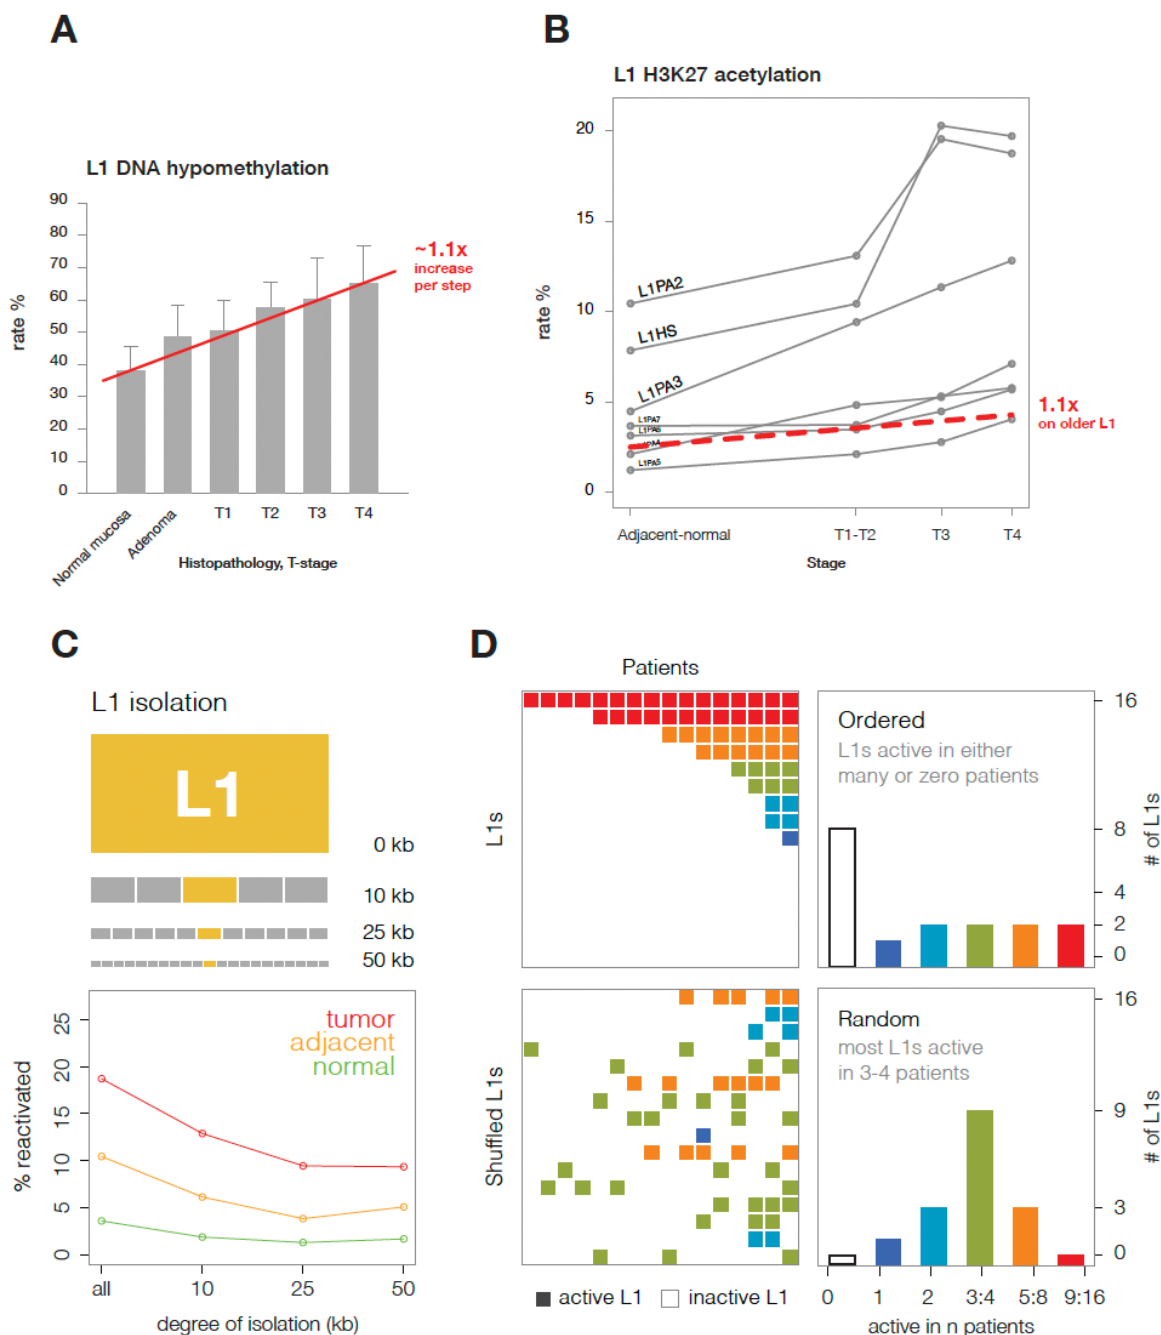 A
L1 DNA hypomethylation
90
80
70
60
50
40
30
20
10
0
rate %
~1.1x
increase
per step
Normal mucosa
Adenoma
T1
T2
T3
T4
Histopathology, T-stage
B
L1 H3K27 acetylation
20
15
10
5
0
rate %
L1PA2
L1HS
L1PA3
L1PA7
L1PA6
L1PA4
L1PA5
1.1x
on older L1
Adjacent-normal
T1-T2
T3
T4
Stage
C
L1 isolation
L1
0 kb
10 kb
25 kb
50 kb
tumor
adjacent
normal
% reactivated
25
20
15
10
5
0
all
10
25
50
degree of isolation (kb)
D
Patients
L1s
Ordered
L1s active in either
many or zero patients
16
8
4
2
0
# of L1s
Shuffled L1s
Random
most L1s active
in 3-4 patients
16
9
3
0
# of L1s
0
1
2
3:4
5:8
9:16
active in n patients
active L1
inactive L1